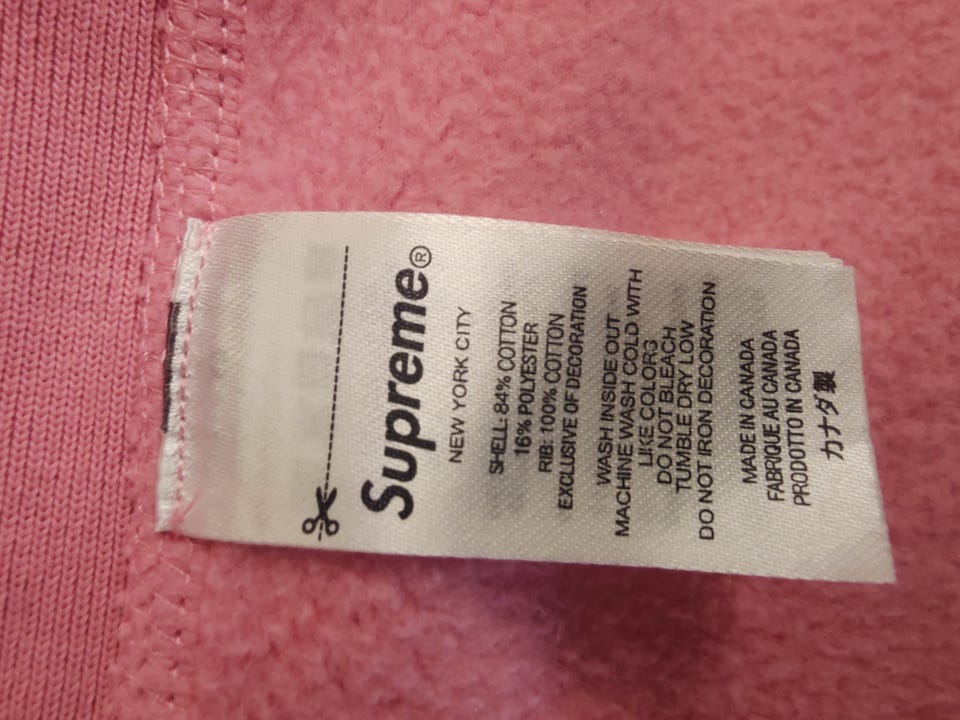 Supreme®
NEW YORK CITY
SHELL: 84% COTTON
16% POLYESTER
RIB: 100% COTTON
EXCLUSIVE OF DECORATION
WASH INSIDE OUT
MACHINE WASH COLD WITH
LIKE COLORG
DO NOT BLEACH
TUMBLE DRY LOW
DO NOT IRON DECORATION
MADE IN CANADA
FABRIQUE AU CANADA
PRODOTTO IN CANADA
カナダ製